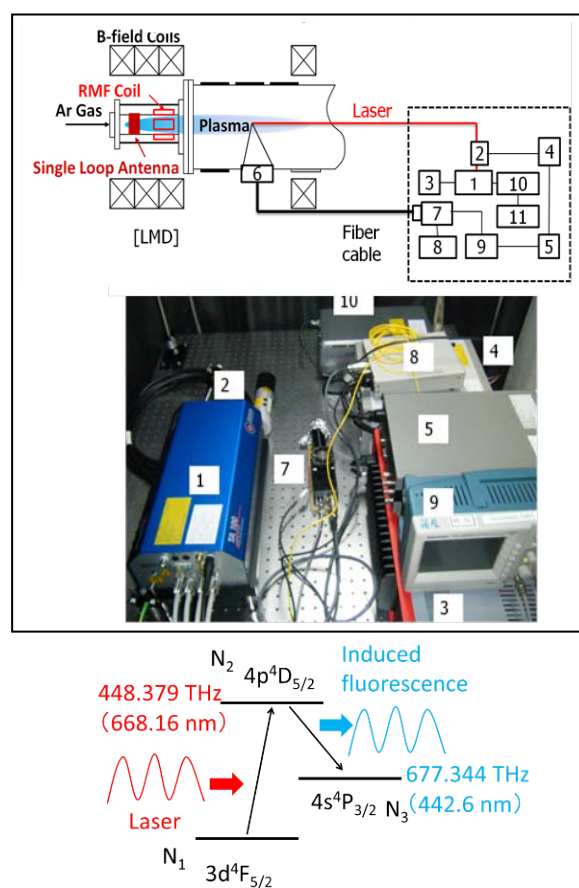 B-field Coils
RMF Coil
Ar Gas
Plasma
Laser
Single Loop Antenna
[LMD]
Fiber
cable
6
2
4
3
1
10
7
11
8
9
5
10
8
4
2
5
7
1
9
TA 100
3
N₂
4p⁴D₅/₂
Induced
fluorescence
448.379 THz
(668.16 nm)
677.344 THz
(442.6 nm)
4s⁴P₃/₂
N₃
Laser
N₁
3d⁴F₅/₂